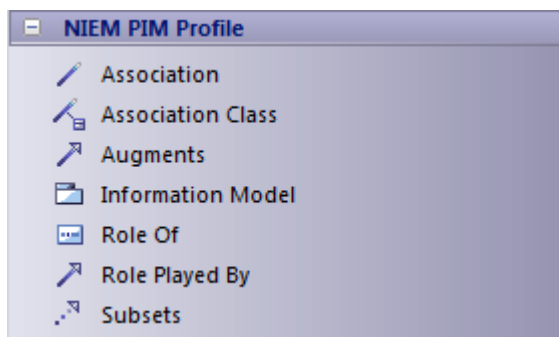 NIEM PIM Profile
Association
Association Class
Augments
Information Model
Role Of
Role Played By
Subsets